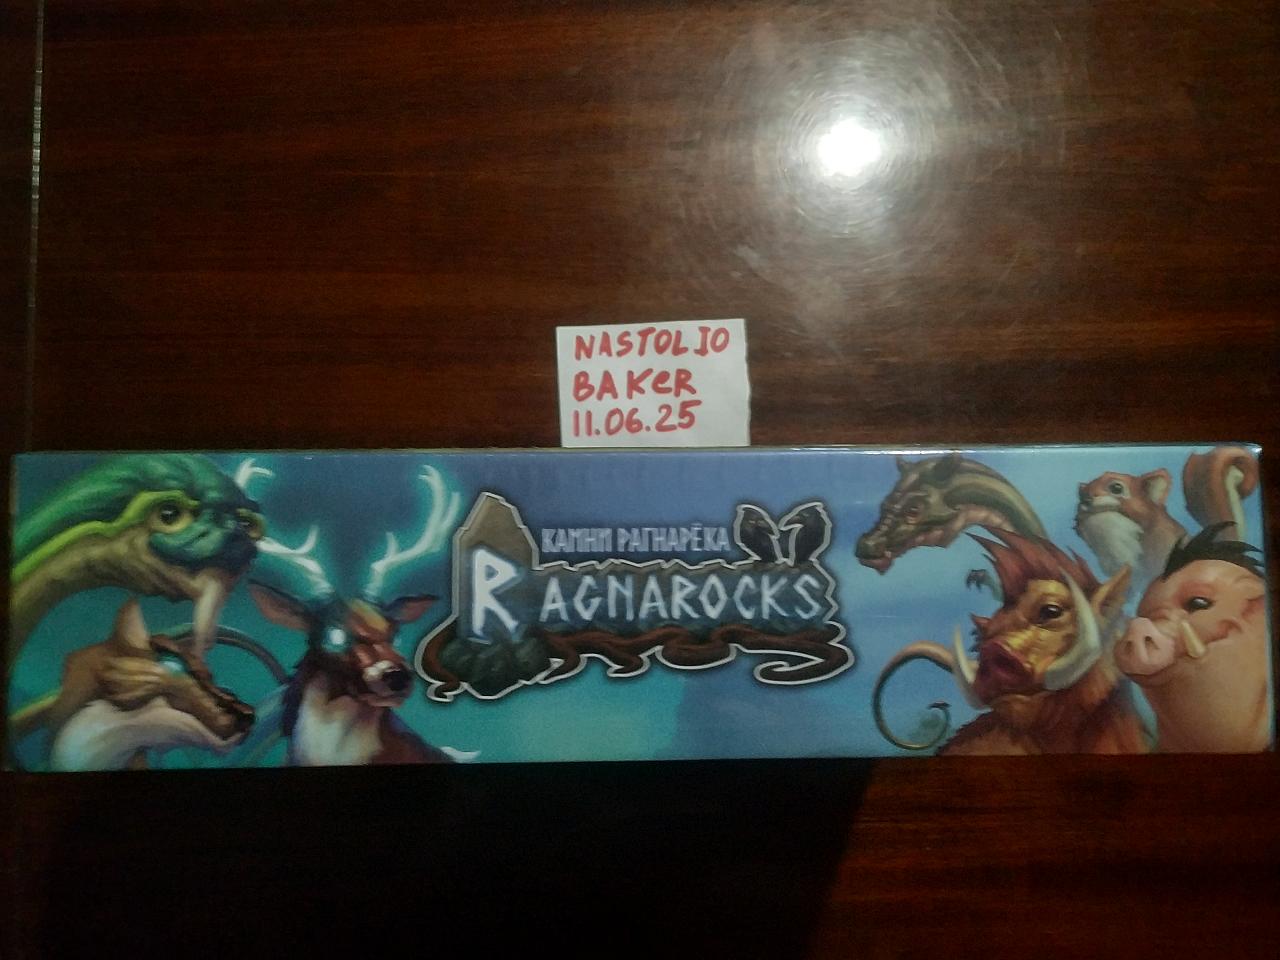 NASTOLIO
BAKER
11.06.25
КАМНИ РАГНАРЁКА
RAGNAROCKS